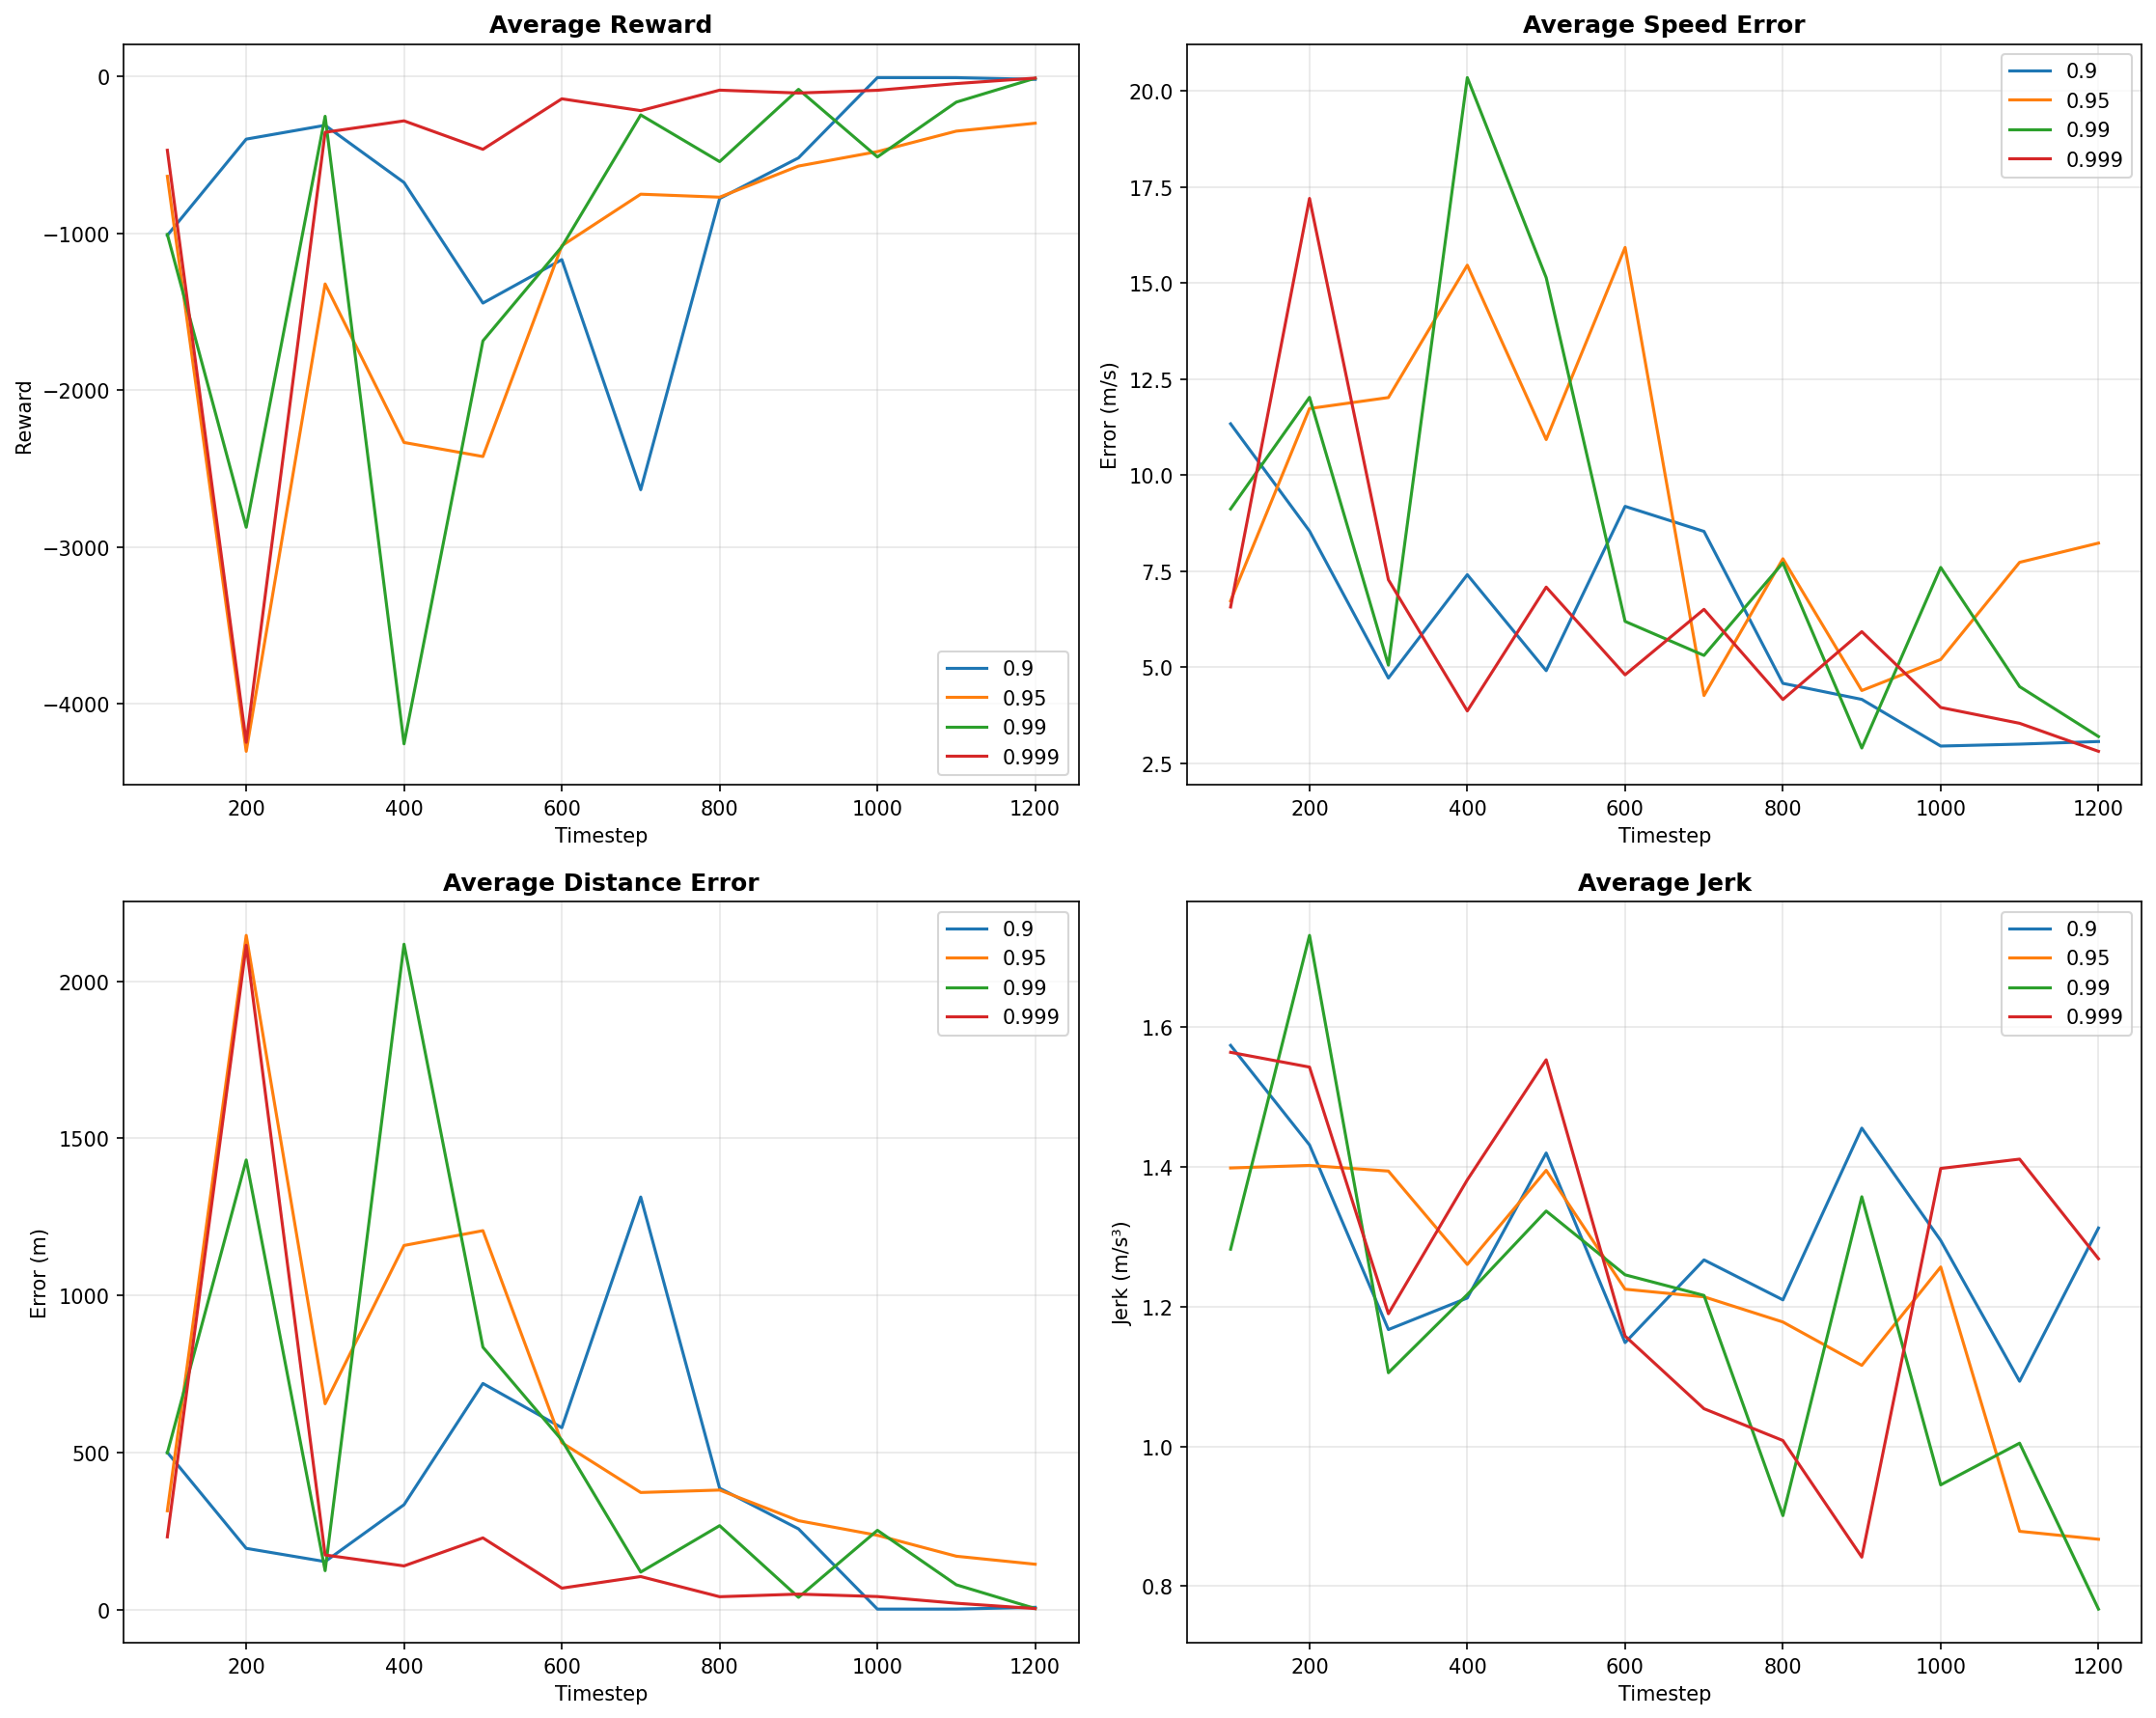 Average Reward
Reward
0
−1000
−2000
−3000
−4000
200 400 600 800 1000 1200
Timestep
0.9
0.95
0.99
0.999
Average Speed Error
Error (m/s)
20.0
17.5
15.0
12.5
10.0
7.5
5.0
2.5
200 400 600 800 1000 1200
Timestep
0.9
0.95
0.99
0.999
Average Distance Error
Error (m)
2000
1500
1000
500
0
200 400 600 800 1000 1200
Timestep
0.9
0.95
0.99
0.999
Average Jerk
Jerk (m/s³)
1.6
1.4
1.2
1.0
0.8
200 400 600 800 1000 1200
Timestep
0.9
0.95
0.99
0.999